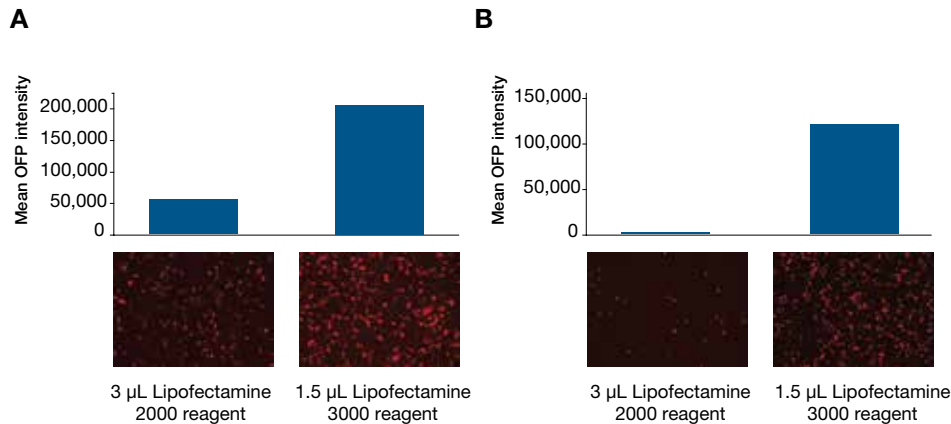 A
Mean OFP intensity
200,000
150,000
100,000
50,000
0
3 µL Lipofectamine
2000 reagent
1.5 µL Lipofectamine
3000 reagent
B
Mean OFP intensity
150,000
100,000
50,000
0
3 µL Lipofectamine
2000 reagent
1.5 µL Lipofectamine
3000 reagent